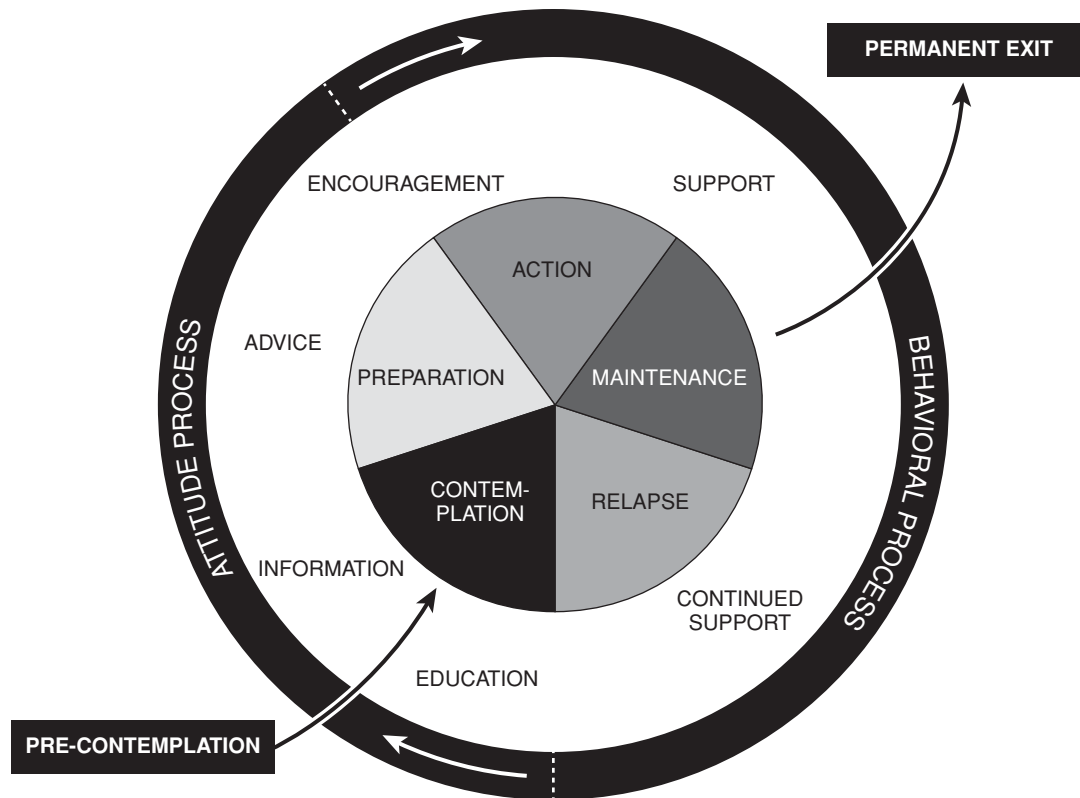 PERMANENT EXIT
ENCOURAGEMENT
SUPPORT
ACTION
ADVICE
PREPARATION
MAINTENANCE
ATTITUDE PROCESS
BEHAVIORAL PROCESS
CONTEM-
PLATION
RELAPSE
INFORMATION
CONTINUED
SUPPORT
EDUCATION
PRE-CONTEMPLATION